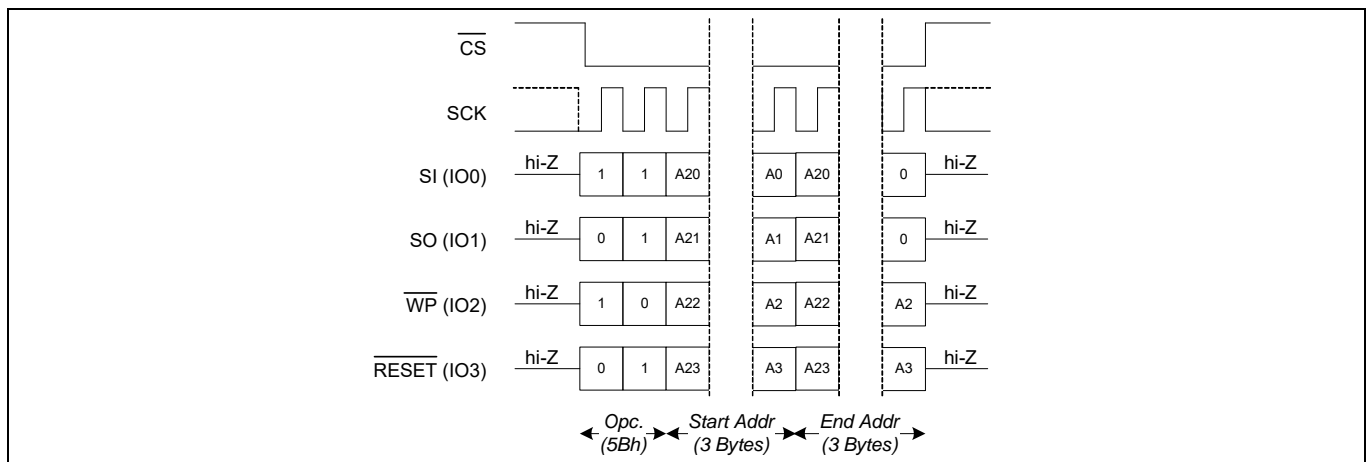 CS
SCK
SI (IO0) hi-Z 1 1 A20 A0 A20 0 hi-Z
SO (IO1) hi-Z 0 1 A21 A1 A21 0 hi-Z
WP (IO2) hi-Z 1 0 A22 A2 A22 A2 hi-Z
RESET (IO3) hi-Z 0 1 A23 A3 A23 A3 hi-Z
Opc. Start Addr End Addr
(5Bh) (3 Bytes) (3 Bytes)